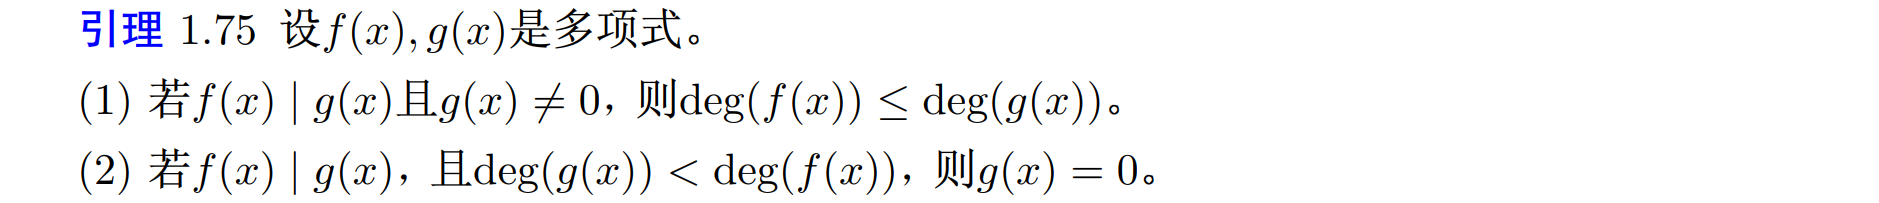 引理 1.75 设f(x), g(x)是多项式。
(1) 若f(x) | g(x)且g(x) ≠ 0，则deg(f(x)) ≤ deg(g(x))。
(2) 若f(x) | g(x)，且deg(g(x)) < deg(f(x))，则g(x) = 0。